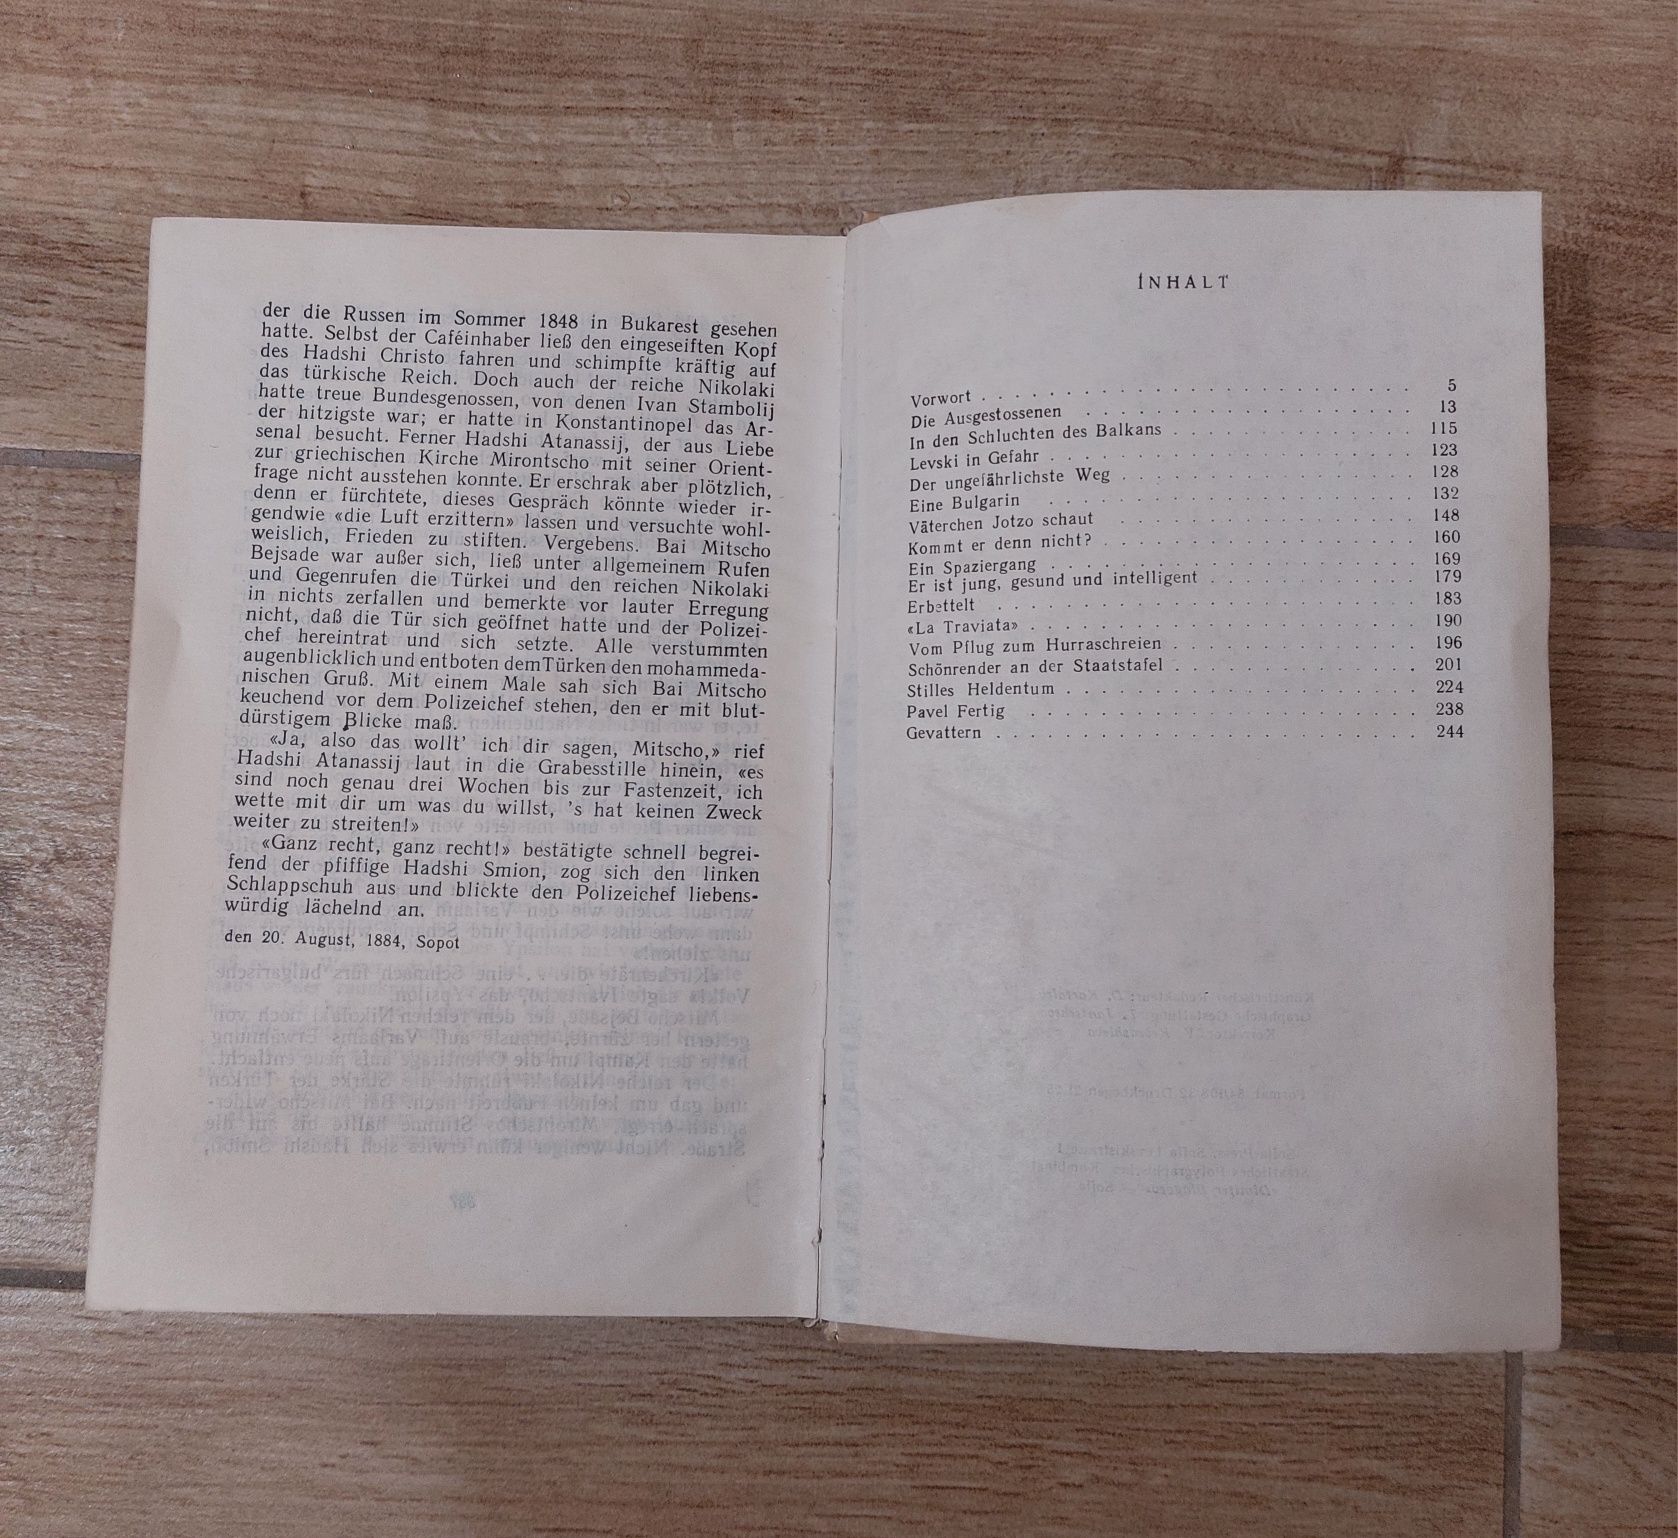 der die Russen im Sommer 1848 in Bukarest gesehen
hatte. Selbst der Caféinhaber ließ den eingeseiften Kopf
des Hadshi Christo fahren und schimpfte kräftig auf
das türkische Reich. Doch auch der reiche Nikolaki
hatte treue Bundesgenossen, von denen Ivan Stambolij
der hitzigste war; er hatte in Konstantinopel das Ar-
senal besucht. Ferner Hadshi Atanassij, der aus Liebe
zur griechischen Kirche Mirontscho mit seiner Orient-
frage nicht ausstehen konnte. Er erschrak aber plötzlich,
denn er fürchtete, dieses Gespräch könnte wieder ir-
gendwie «die Luft erzittern» lassen und versuchte wohl-
weislich, Frieden zu stiften. Vergebens. Bai Mitscho
Bejsade war außer sich, ließ unter allgemeinem Rufen
und Gegenrufen die Türkei und den reichen Nikolaki
in nichts zerfallen und bemerkte vor lauter Erregung
nicht, daß die Tür sich geöffnet hatte und der Polizei-
chef hereintrat und sich setzte. Alle verstummten
augenblicklich und entboten dem Türken den mohammeda-
nischen Gruß. Mit einem Male sah sich Bai Mitscho
keuchend vor dem Polizeichef stehen, den er mit blut-
dürstigem Blicke maß.
«Ja, also das wollt' ich dir sagen, Mitscho,» rief
Hadshi Atanassij laut in die Grabesstille hinein, «es
sind noch genau drei Wochen bis zur Fastenzeit, ich
wette mit dir um was du willst, 's hat keinen Zweck
weiter zu streiten!»
«Ganz recht, ganz recht!» bestätigte schnell begrei-
fend der pfiffige Hadshi Smion, zog sich den linken
Schlappschuh aus und blickte den Polizeichef liebens-
würdig lächelnd an.
den 20. August, 1884, Sopot
INHALT
Vorwort . . . . . . . . . . . . . . . . . . . . 5
Die Ausgestossenen . . . . . . . . . . . . . . . 13
In den Schluchten des Balkans . . . . . . . . . . . 115
Levski in Gefahr . . . . . . . . . . . . . . . . 123
Der ungefährlichste Weg . . . . . . . . . . . . . 128
Eine Bulgarin . . . . . . . . . . . . . . . . . 132
Väterchen Jotzo schaut . . . . . . . . . . . . . . 148
Kommt er denn nicht? . . . . . . . . . . . . . . 160
Ein Spaziergang . . . . . . . . . . . . . . . . 169
Er ist jung, gesund und intelligent . . . . . . . . . 179
Erbettelt . . . . . . . . . . . . . . . . . . . 183
«La Traviata» . . . . . . . . . . . . . . . . . 190
Vom Pflug zum Hurraschreien . . . . . . . . . . . 196
Schönrender an der Staatstafel . . . . . . . . . . . 201
Stilles Heldentum . . . . . . . . . . . . . . . . 224
Pavel Fertig . . . . . . . . . . . . . . . . . . 238
Gevattern . . . . . . . . . . . . . . . . . . . 244